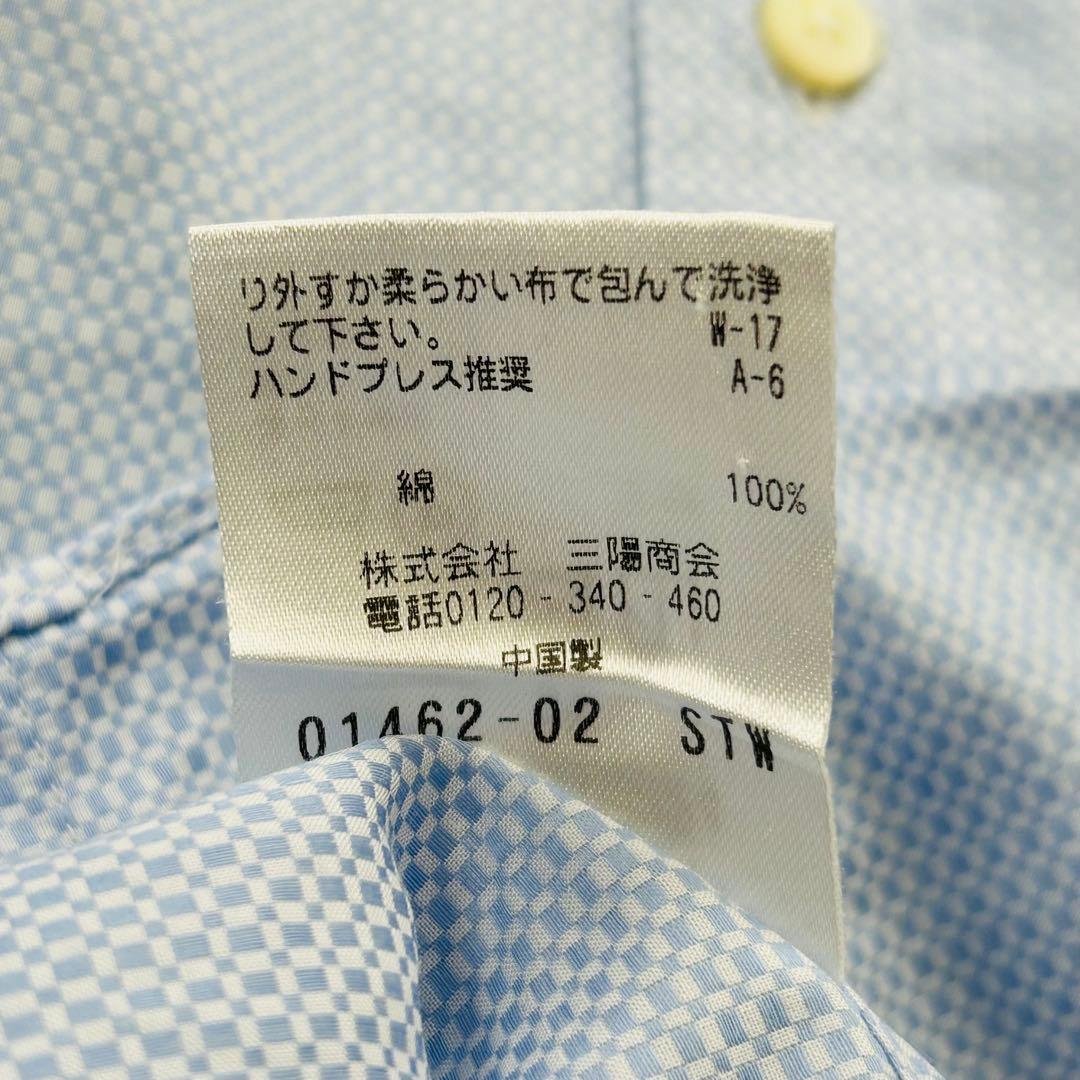 り外すか柔らかい布で包んで洗浄
して下さい。 W-17
ハンドプレス推奨 A-6
綿 100%
株式会社 三陽商会
電話0120-340-460
中国製
01462-02 STW